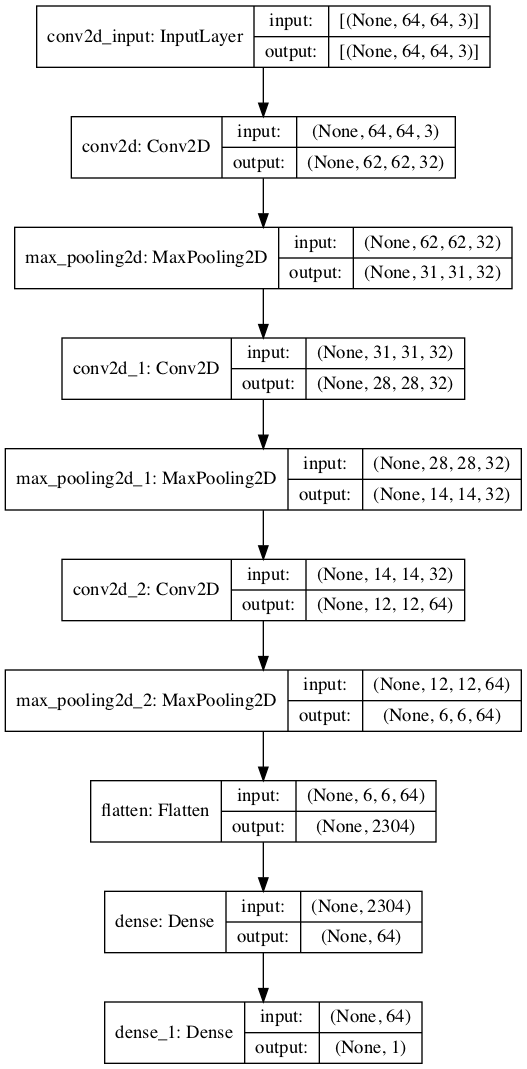 conv2d_input: InputLayer
input:
[(None, 64, 64, 3)]
output:
[(None, 64, 64, 3)]
conv2d: Conv2D
input:
(None, 64, 64, 3)
output:
(None, 62, 62, 32)
max_pooling2d: MaxPooling2D
input:
(None, 62, 62, 32)
output:
(None, 31, 31, 32)
conv2d_1: Conv2D
input:
(None, 31, 31, 32)
output:
(None, 28, 28, 32)
max_pooling2d_1: MaxPooling2D
input:
(None, 28, 28, 32)
output:
(None, 14, 14, 32)
conv2d_2: Conv2D
input:
(None, 14, 14, 32)
output:
(None, 12, 12, 64)
max_pooling2d_2: MaxPooling2D
input:
(None, 12, 12, 64)
output:
(None, 6, 6, 64)
flatten: Flatten
input:
(None, 6, 6, 64)
output:
(None, 2304)
dense: Dense
input:
(None, 2304)
output:
(None, 64)
dense_1: Dense
input:
(None, 64)
output:
(None, 1)